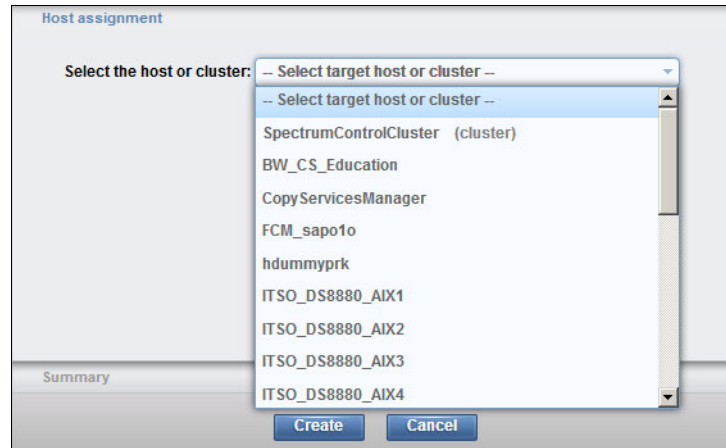 Host assignment
Select the host or cluster: -- Select target host or cluster --
-- Select target host or cluster --
SpectrumControlCluster (cluster)
BW_CS_Education
CopyServicesManager
FCM_sapo1o
hdummyprk
ITSO_DS8880_AIX1
ITSO_DS8880_AIX2
ITSO_DS8880_AIX3
Summary
ITSO_DS8880_AIX4
Create Cancel